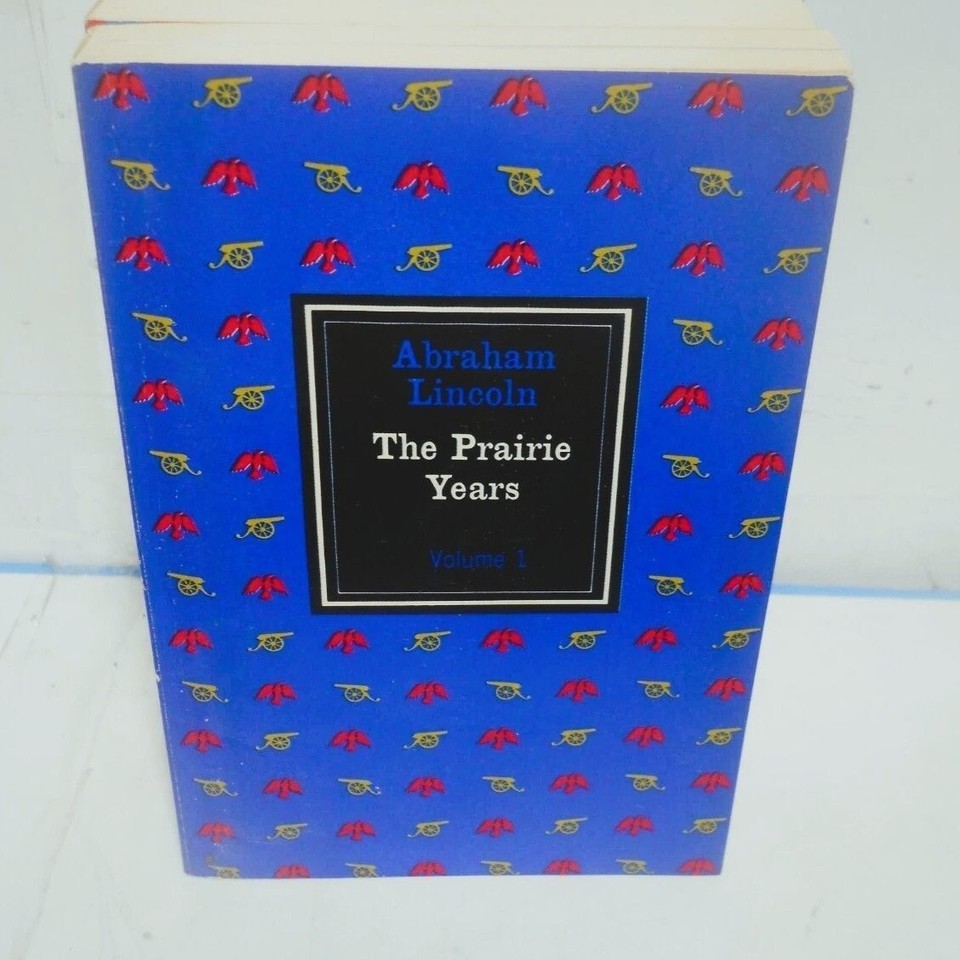 Abraham
Lincoln
The Prairie
Years
Volume 1